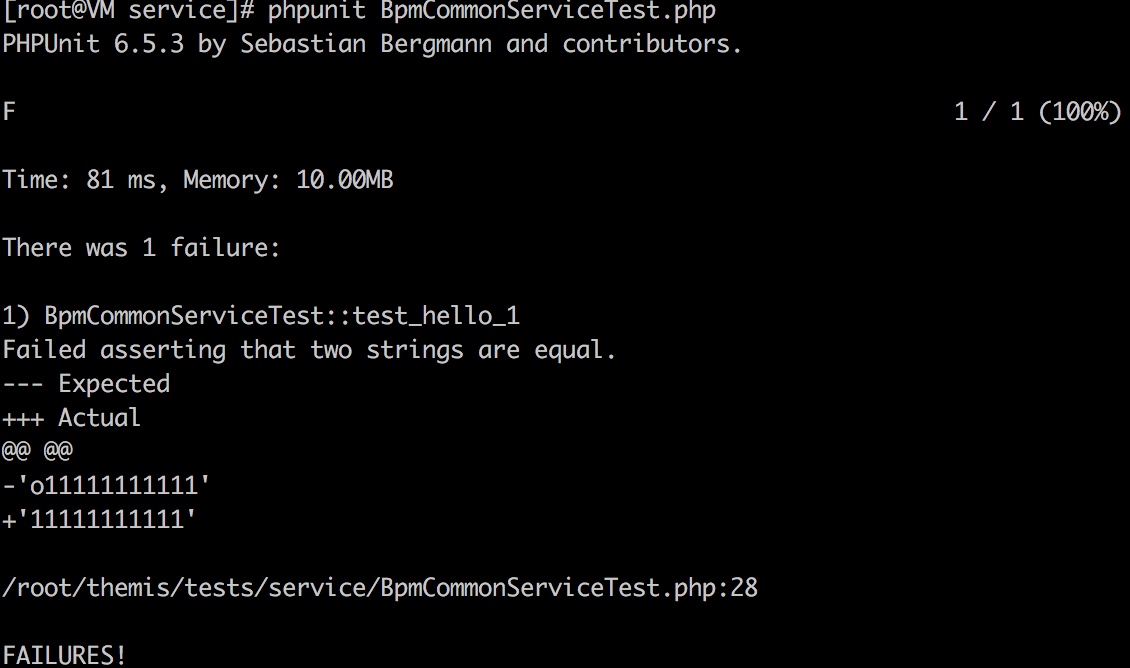 [root@VM service]# phpunit BpmCommonServiceTest.php
PHPUnit 6.5.3 by Sebastian Bergmann and contributors.
F 1 / 1 (100%)
Time: 81 ms, Memory: 10.00MB
There was 1 failure:
1) BpmCommonServiceTest::test_hello_1
Failed asserting that two strings are equal.
--- Expected
+++ Actual
@@ @@
-'o11111111111'
+'11111111111'
/root/themis/tests/service/BpmCommonServiceTest.php:28
FAILURES!